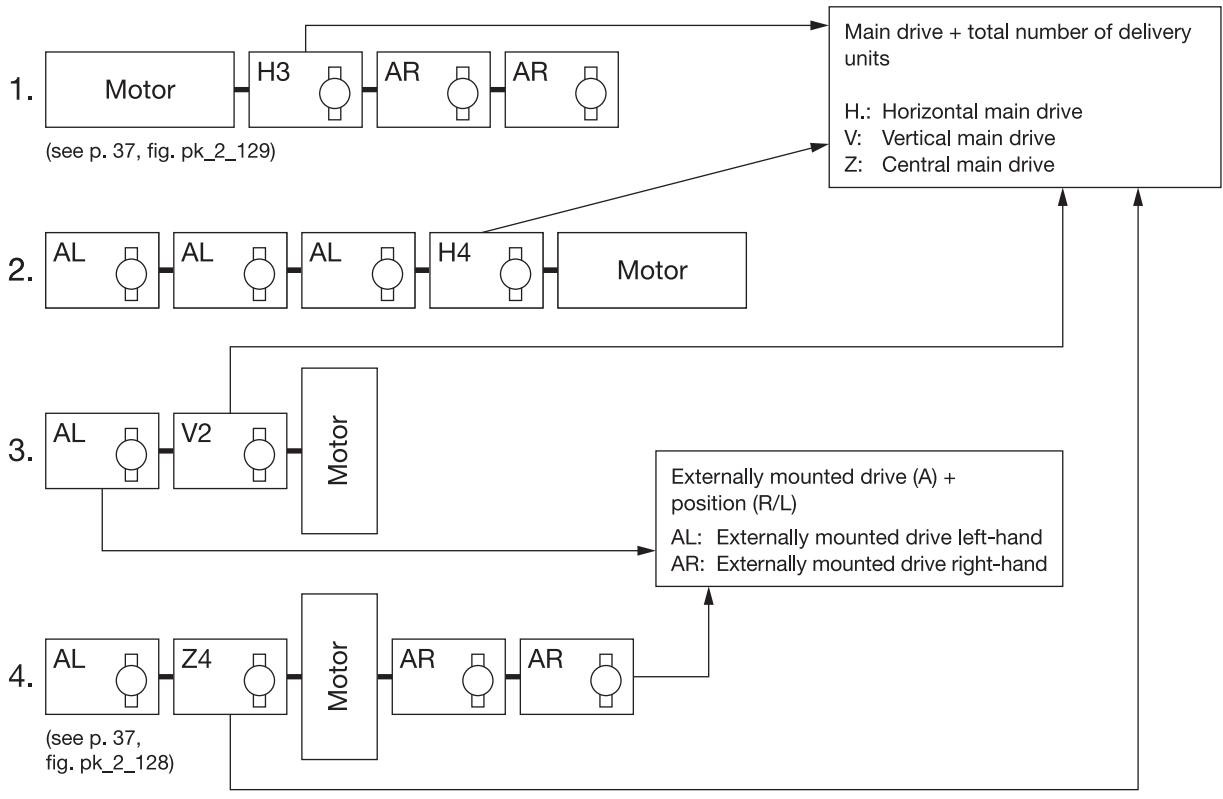 1.
Motor
H3
AR
AR
(see p. 37, fig. pk_2_129)
Main drive + total number of delivery
units
H.: Horizontal main drive
V: Vertical main drive
Z: Central main drive
2.
AL
AL
AL
H4
Motor
3.
AL
V2
Motor
Externally mounted drive (A) +
position (R/L)
AL: Externally mounted drive left-hand
AR: Externally mounted drive right-hand
4.
AL
Z4
Motor
AR
AR
(see p. 37,
fig. pk_2_128)